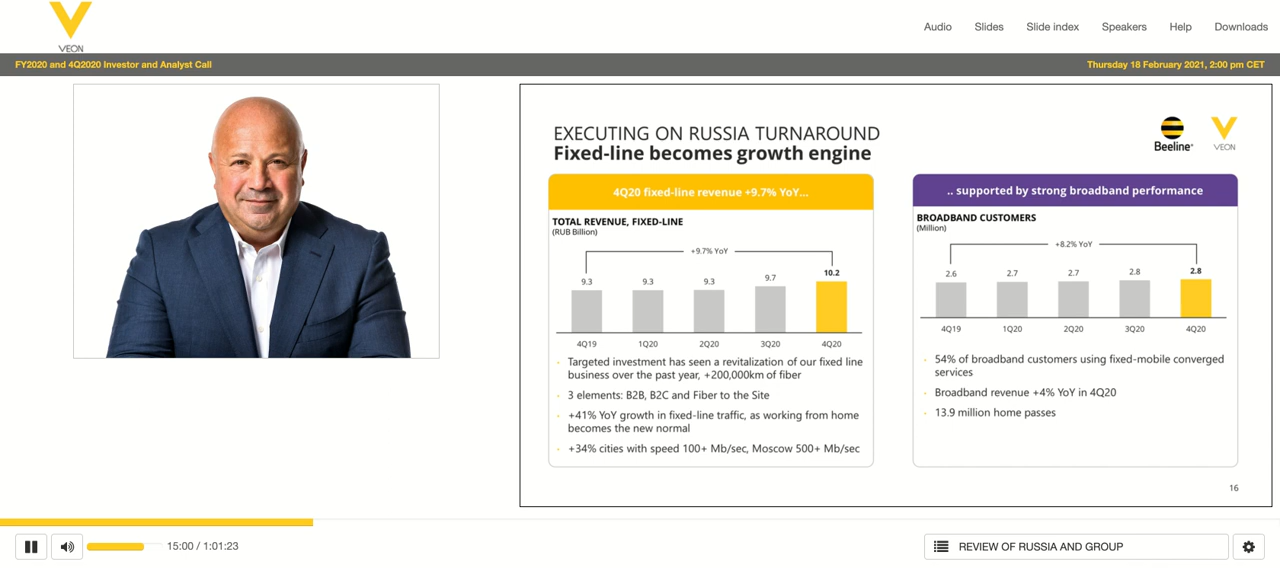 VEON
Audio
Slides
Slide index
Speakers
Help
Downloads
FY2020 and 4Q2020 Investor and Analyst Call
Thursday 18 February 2021, 2:00 pm CET
EXECUTING ON RUSSIA TURNAROUND
Fixed-line becomes growth engine
Beeline®
VEON
4Q20 fixed-line revenue +9.7% YoY...
TOTAL REVENUE, FIXED-LINE
(RUB Billion)
+9.7% YoY
9.3
9.3
9.3
9.7
10.2
4Q19
1Q20
2Q20
3Q20
4Q20
· Targeted investment has seen a revitalization of our fixed line
business over the past year, +200,000km of fiber
· 3 elements: B2B, B2C and Fiber to the Site
· +41% YoY growth in fixed-line traffic, as working from home
becomes the new normal
· +34% cities with speed 100+ Mb/sec, Moscow 500+ Mb/sec
.. supported by strong broadband performance
BROADBAND CUSTOMERS
(Million)
+8.2% YoY
2.6
2.7
2.7
2.8
2.8
4Q19
1Q20
2Q20
3Q20
4Q20
· 54% of broadband customers using fixed-mobile converged
services
· Broadband revenue +4% YoY in 4Q20
· 13.9 million home passes
16
15:00 / 1:01:23
REVIEW OF RUSSIA AND GROUP